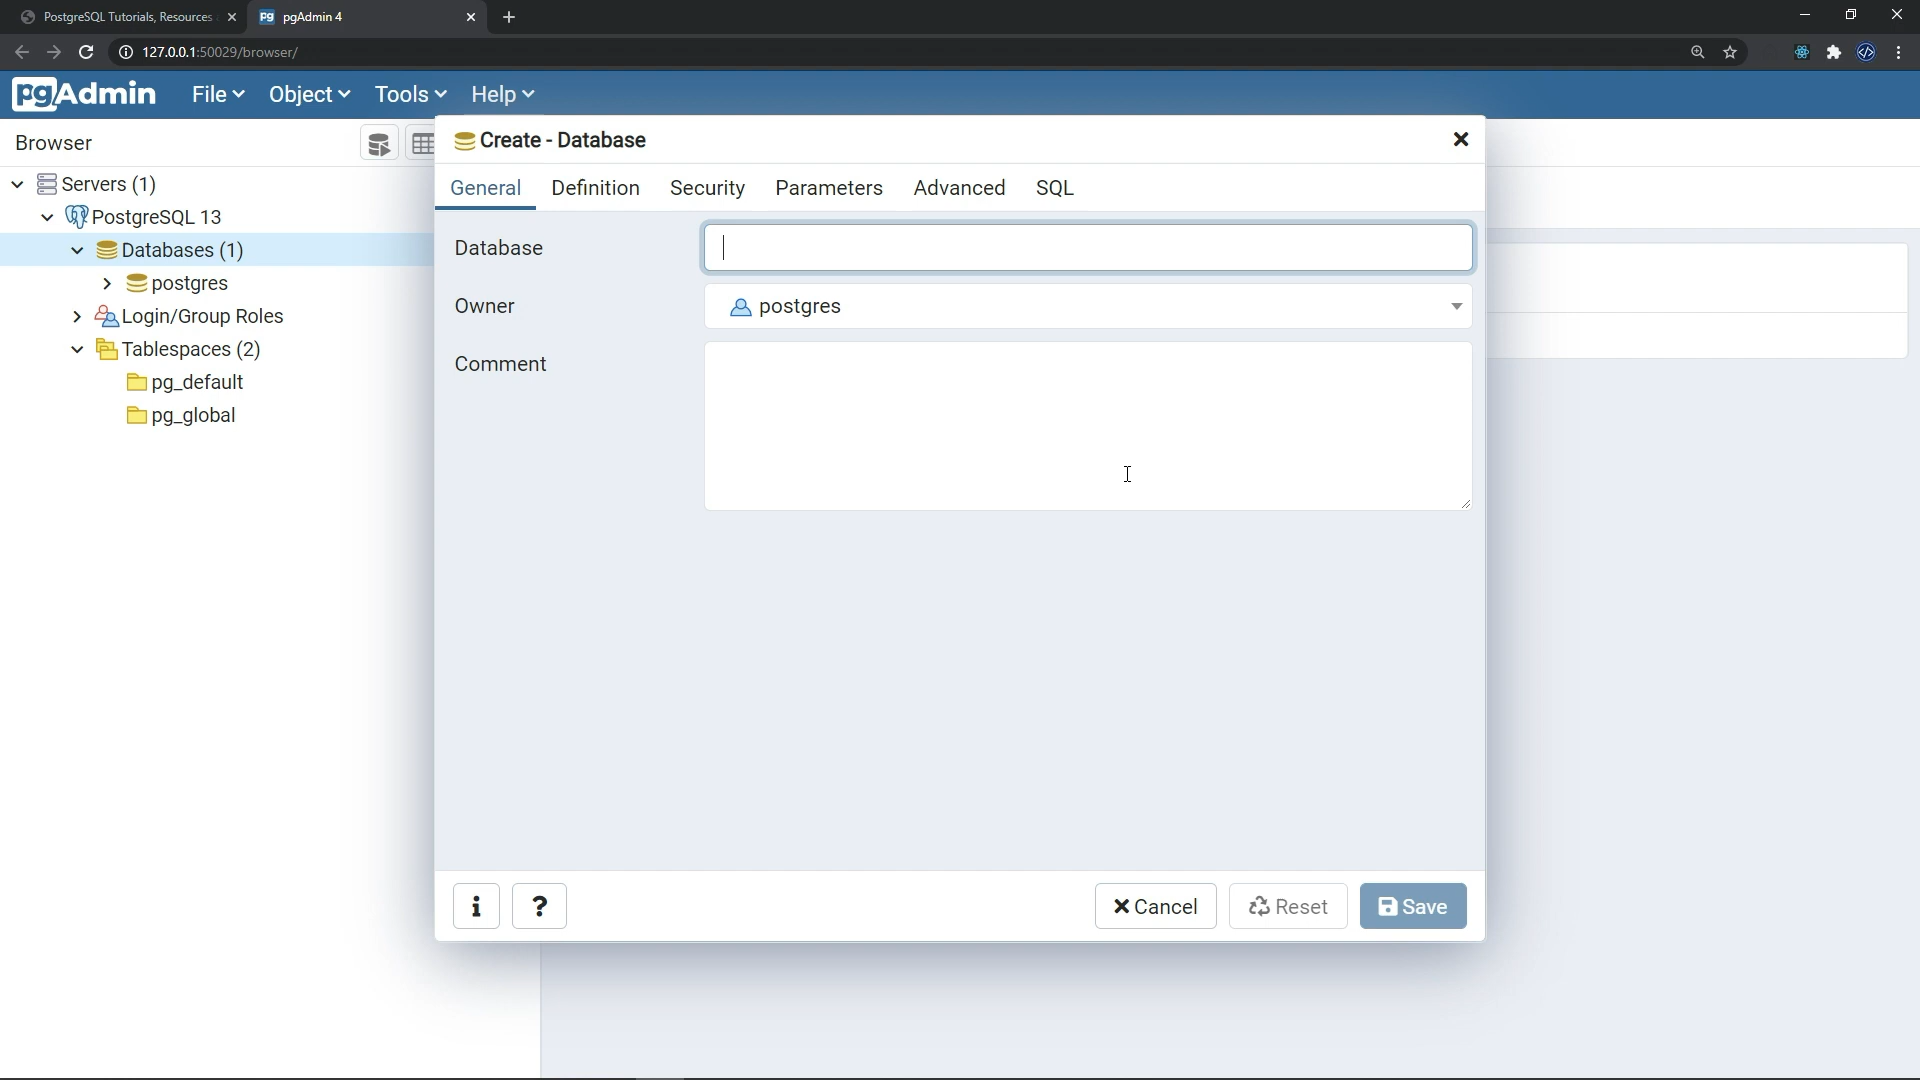 PostgreSQL Tutorials, Resources
pgAdmin 4
127.0.0.1:50029/browser/
pgAdmin File Object Tools Help
Browser
Servers (1)
PostgreSQL 13
Databases (1)
postgres
Login/Group Roles
Tablespaces (2)
pg_default
pg_global
Create - Database
General Definition Security Parameters Advanced SQL
Database
Owner postgres
Comment
i ? Cancel Reset Save